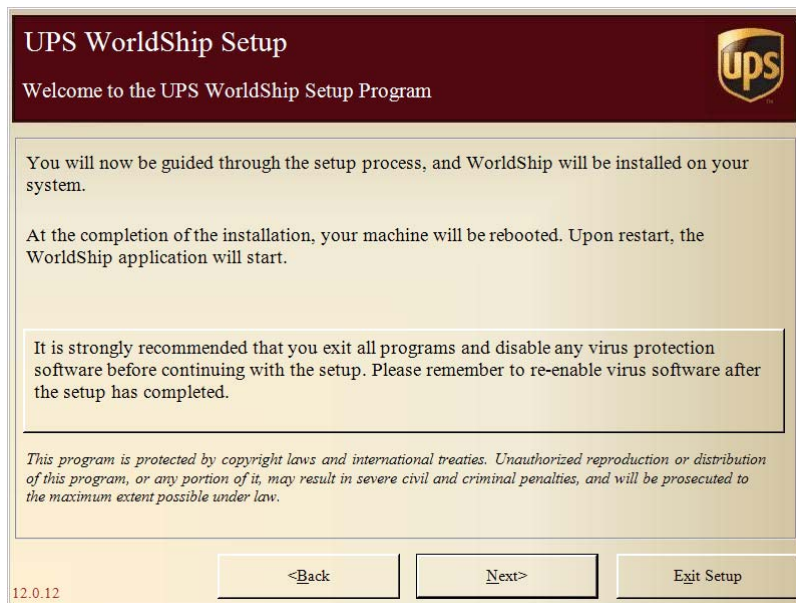 UPS WorldShip Setup
Welcome to the UPS WorldShip Setup Program
ups
TM
You will now be guided through the setup process, and WorldShip will be installed on your
system.
At the completion of the installation, your machine will be rebooted. Upon restart, the
WorldShip application will start.
It is strongly recommended that you exit all programs and disable any virus protection
software before continuing with the setup. Please remember to re-enable virus software after
the setup has completed.
This program is protected by copyright laws and international treaties. Unauthorized reproduction or distribution
of this program, or any portion of it, may result in severe civil and criminal penalties, and will be prosecuted to
the maximum extent possible under law.
<Back
Next>
Exit Setup
12.0.12